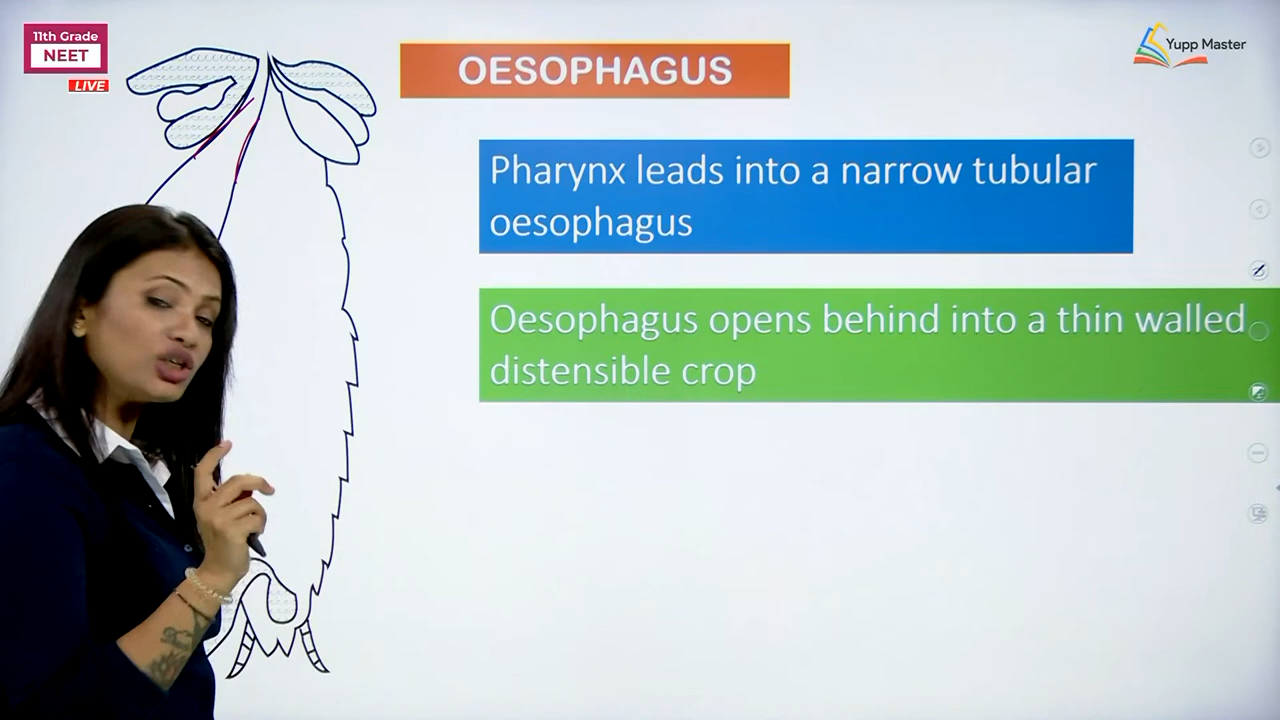 11th Grade
NEET
LIVE
OESOPHAGUS
Yupp Master
Pharynx leads into a narrow tubular
oesophagus
Oesophagus opens behind into a thin walled
distensible crop